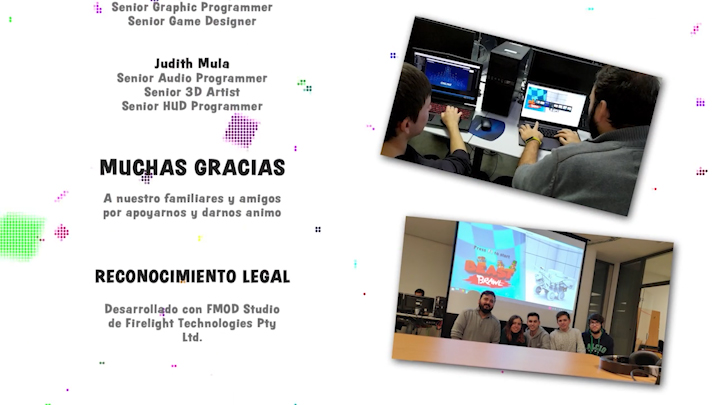 Senior Graphic Programmer
Senior Game Designer
Judith Mula
Senior Audio Programmer
Senior 3D Artist
Senior HUD Programmer
MUCHAS GRACIAS
A nuestro familiares y amigos
por apoyarnos y darnos animo
RECONOCIMIENTO LEGAL
Desarrollado con FMOD Studio
de Firelight Technologies Pty
Ltd.
BRAWL